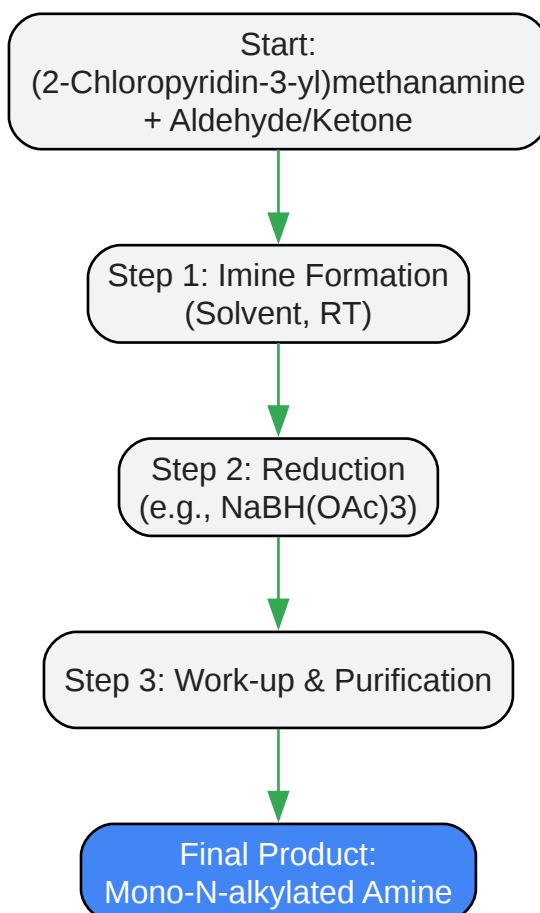 Start:
(2-Chloropyridin-3-yl)methanamine
+ Aldehyde/Ketone
Step 1: Imine Formation
(Solvent, RT)
Step 2: Reduction
(e.g., NaBH(OAc)3)
Step 3: Work-up & Purification
Final Product:
Mono-N-alkylated Amine